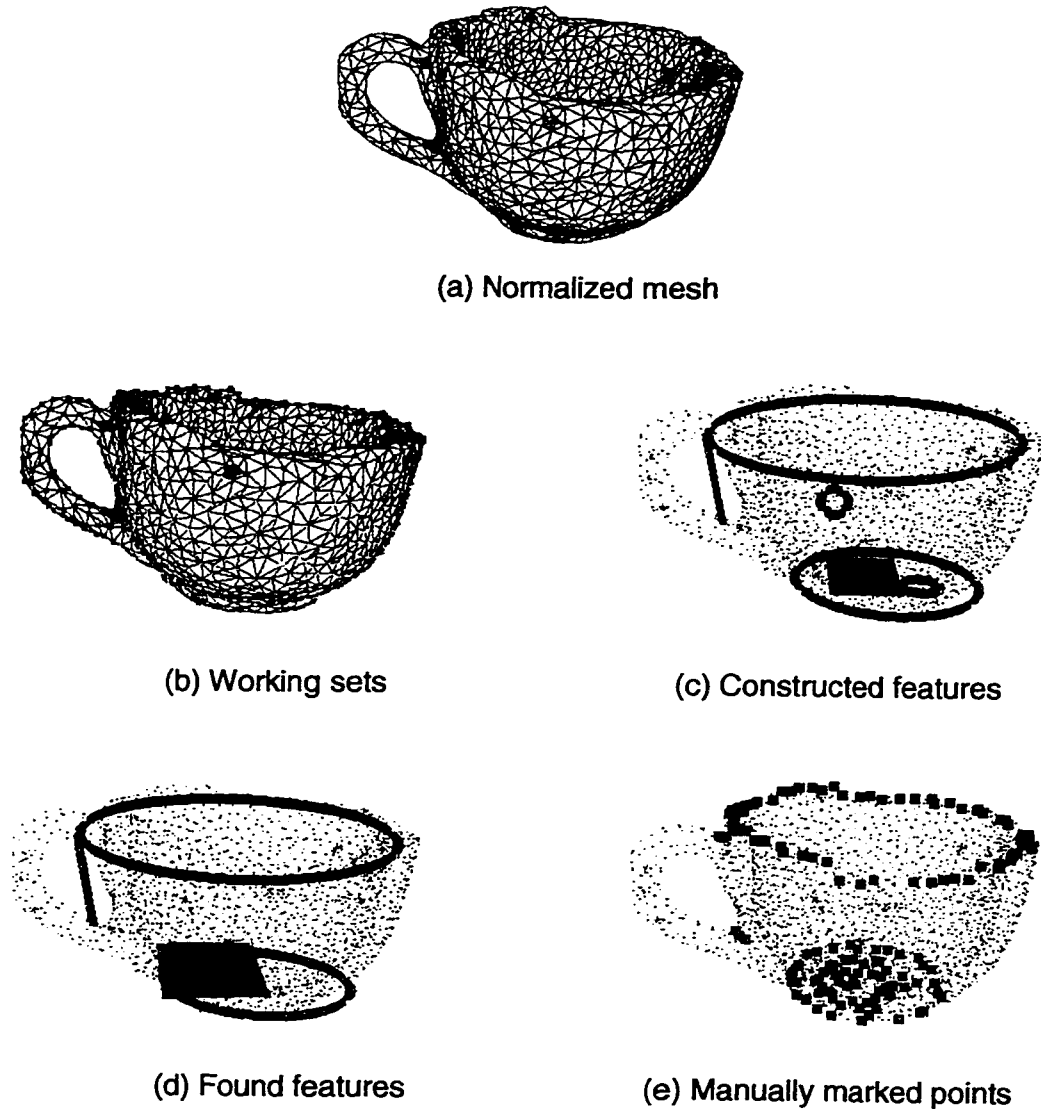 (a) Normalized mesh
(b) Working sets
(c) Constructed features
(d) Found features
(e) Manually marked points